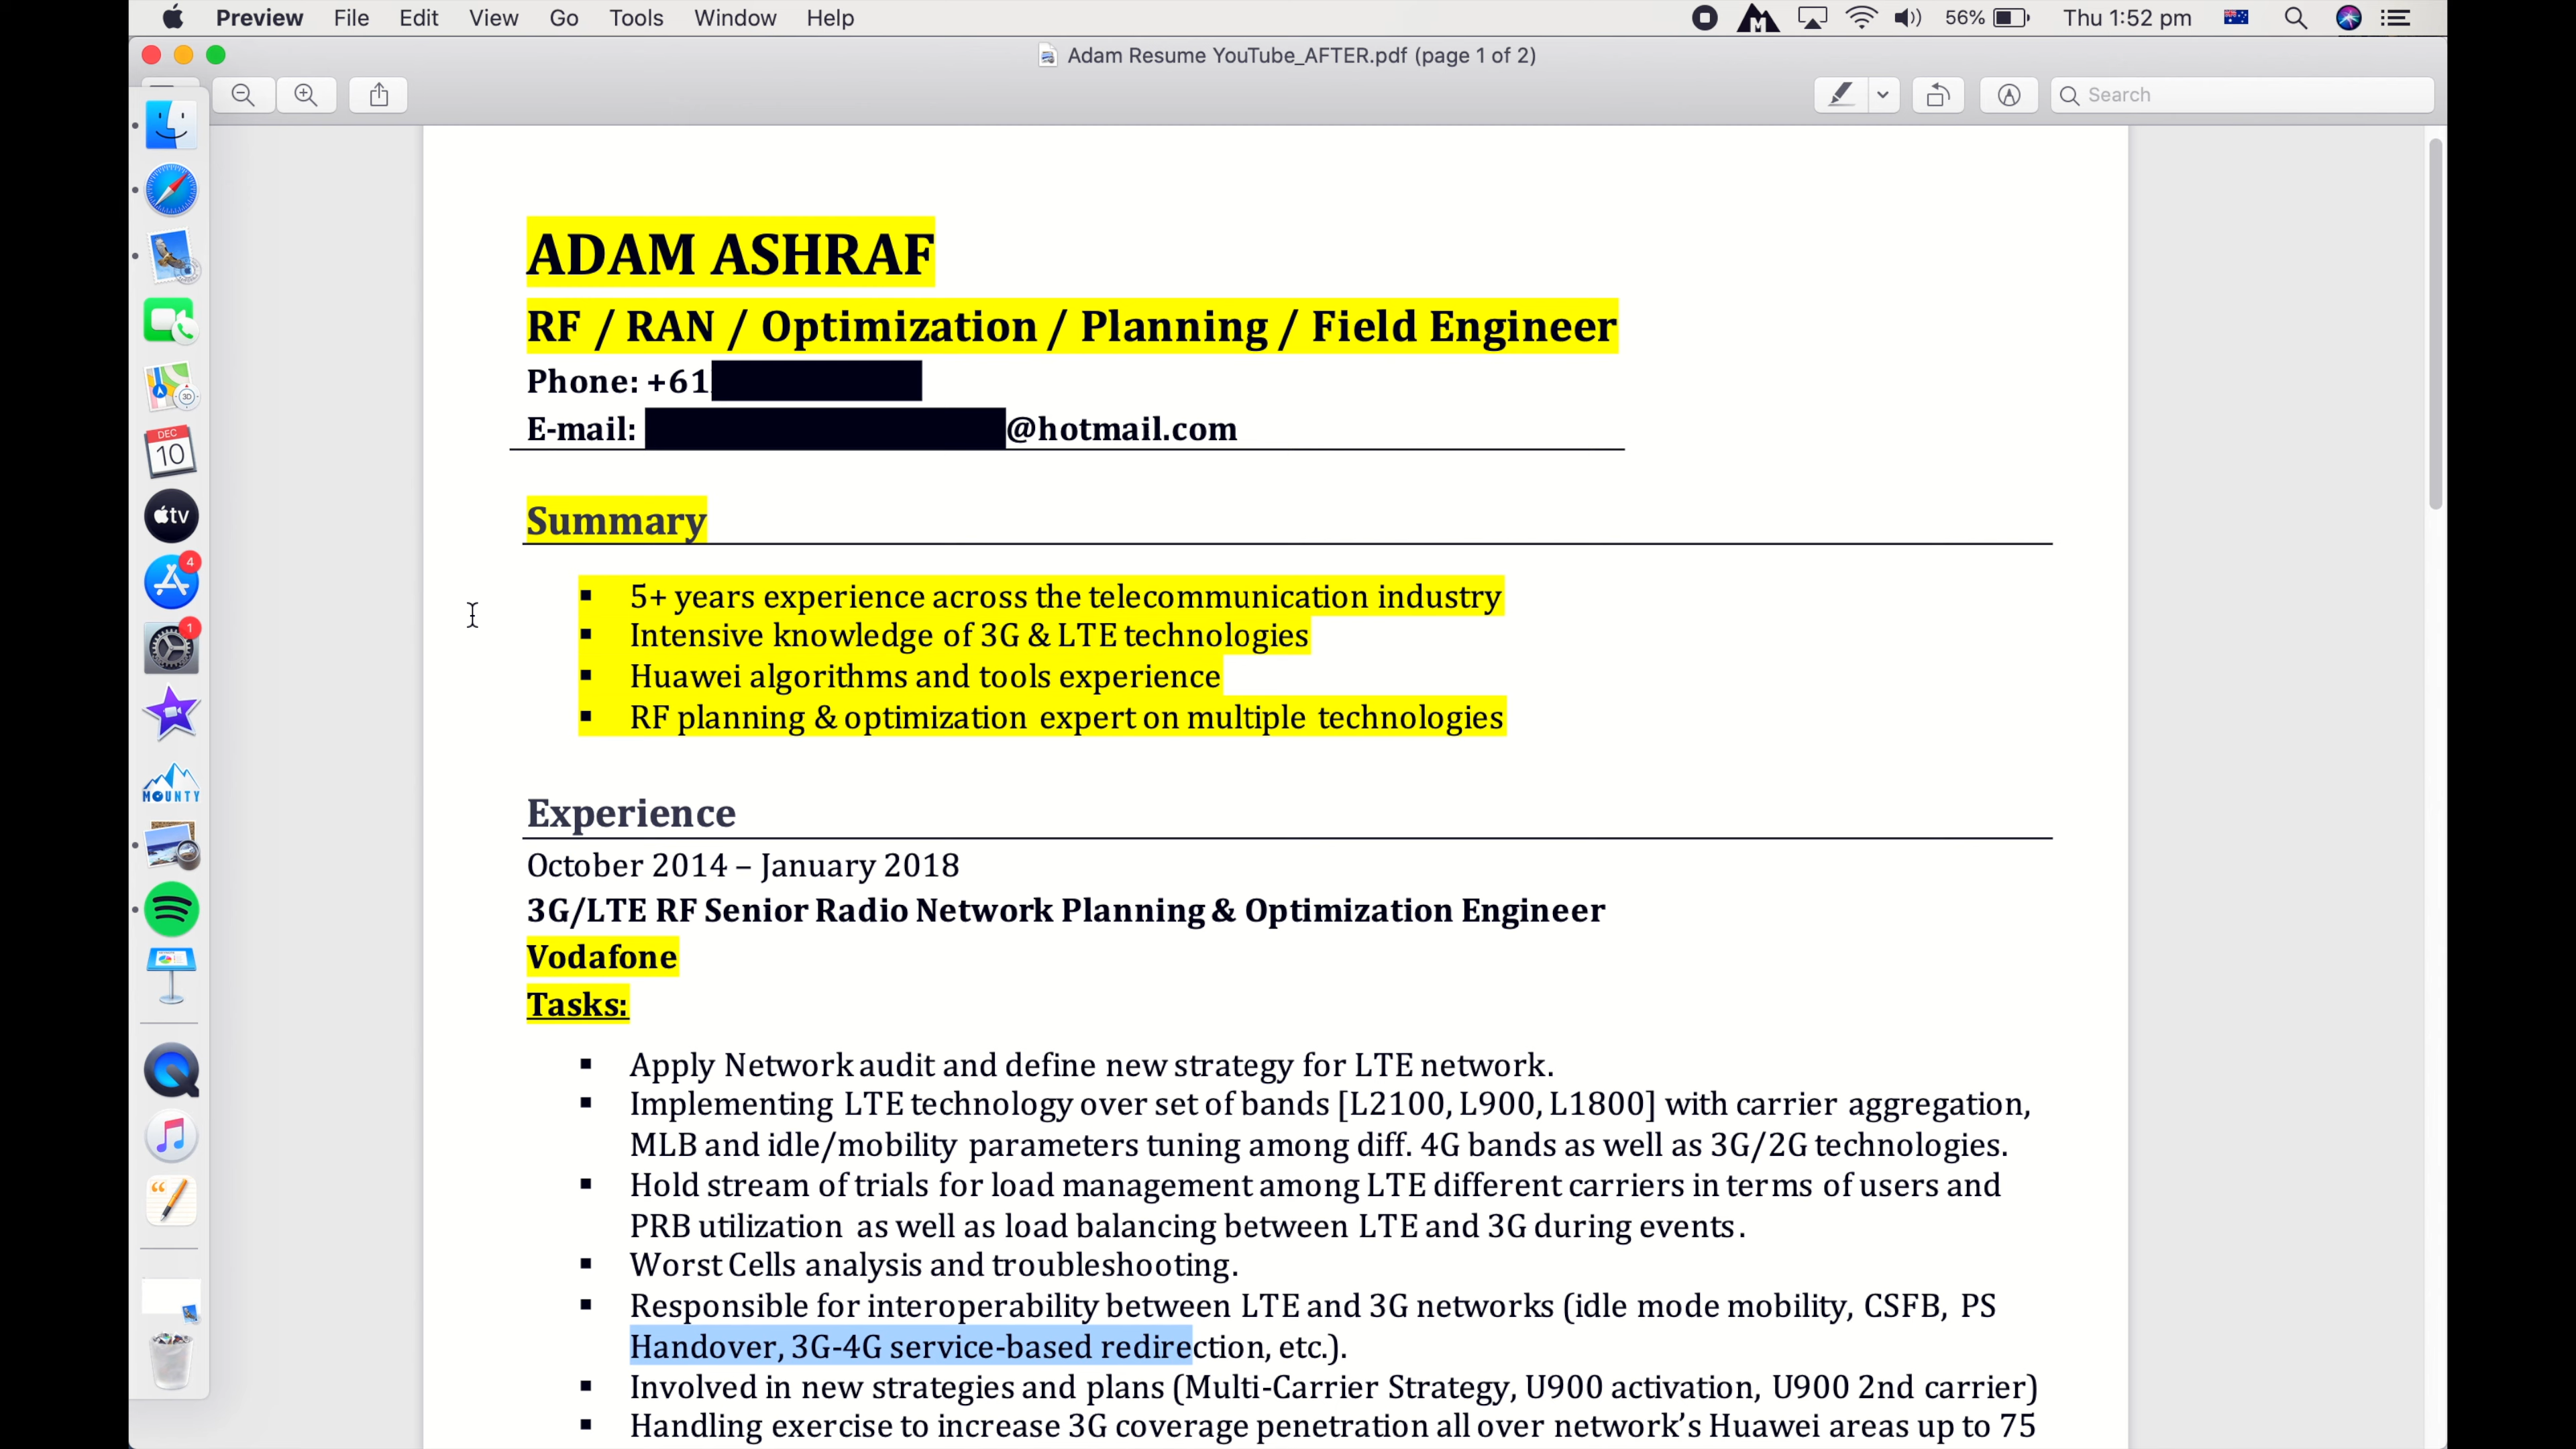 Preview File Edit View Go Tools Window Help 56% Thu 1:52 pm
Adam Resume YouTube_AFTER.pdf (page 1 of 2)
Search
ADAM ASHRAF
RF / RAN / Optimization / Planning / Field Engineer
Phone: +61
E-mail: @hotmail.com
Summary
▪ 5+ years experience across the telecommunication industry
▪ Intensive knowledge of 3G & LTE technologies
▪ Huawei algorithms and tools experience
▪ RF planning & optimization expert on multiple technologies
Experience
October 2014 – January 2018
3G/LTE RF Senior Radio Network Planning & Optimization Engineer
Vodafone
Tasks:
▪ Apply Network audit and define new strategy for LTE network.
▪ Implementing LTE technology over set of bands [L2100, L900, L1800] with carrier aggregation,
MLB and idle/mobility parameters tuning among diff. 4G bands as well as 3G/2G technologies.
▪ Hold stream of trials for load management among LTE different carriers in terms of users and
PRB utilization as well as load balancing between LTE and 3G during events.
▪ Worst Cells analysis and troubleshooting.
▪ Responsible for interoperability between LTE and 3G networks (idle mode mobility, CSFB, PS
Handover, 3G-4G service-based redirection, etc.).
▪ Involved in new strategies and plans (Multi-Carrier Strategy, U900 activation, U900 2nd carrier)
▪ Handling exercise to increase 3G coverage penetration all over network's Huawei areas up to 75
3D
DEC
10
tv
4
1
MOUNTY